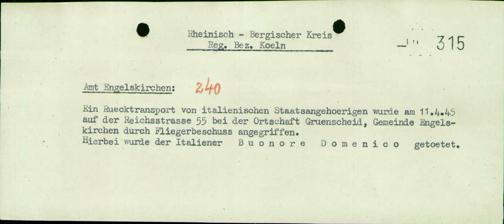 Rheinisch - Bergischer Kreis
Reg. Bez. Koeln
315
Amt Engelskirchen: 240
Ein Ruecktransport von italienischen Staatsangehoerigen wurde am 11.4.45
auf der Reichsstrasse 55 bei der Ortschaft Gruenscheid, Gemeinde Engels-
kirchen durch Fliegerbeschuss angegriffen.
Hierbei wurde der Italiener B u o n o r e D o m e n i c o getoetet.